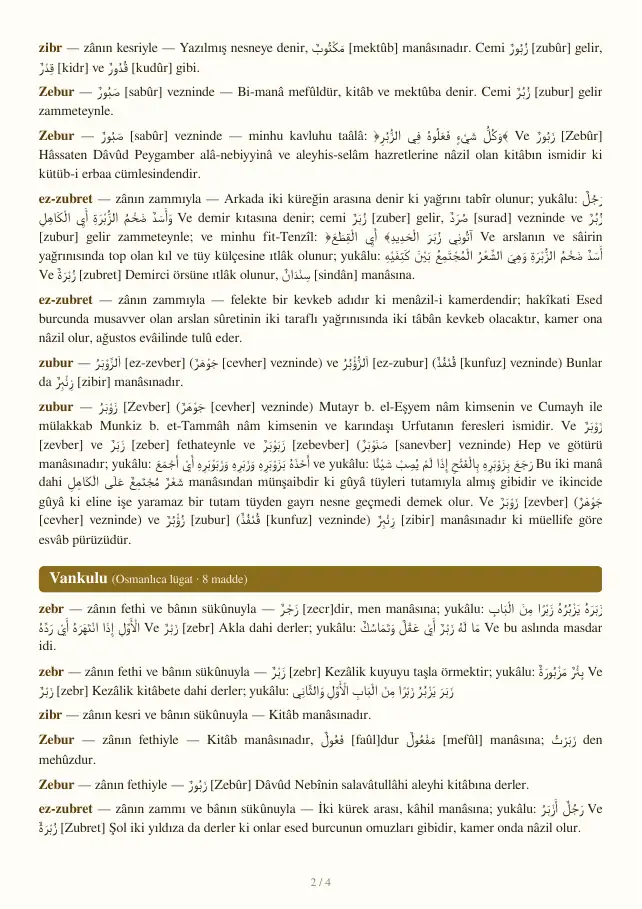 zibr — zânın kesriyle — Yazılmış nesneye denir, مَكْتُوبٌ [mektûb] manâsınadır. Cemi زُبُورٌ [zubûr] gelir,
قِدْرٌ [kidr] ve قُدُورٌ [kudûr] gibi.
Zebur — صَبُورٌ [sabûr] vezninde — Bi-manâ mefûldür, kitâb ve mektûba denir. Cemi زُبُرٌ [zubur] gelir
zammeteynle.
Zebur — صَبُورٌ [sabûr] vezninde — minhu kavluhu taâlâ: ﴿وَكُلُّ شَيْءٍ فَعَلُوهُ فِي الزُّبُرِ﴾ Ve زَبُورٌ [Zebûr]
Hâssaten Dâvûd Peygamber alâ-nebiyyinâ ve aleyhis-selâm hazretlerine nâzil olan kitâbın ismidir ki
kütüb-i erbaa cümlesindendir.
ez-zubret — zânın zammıyla — Arkada iki küreğin arasına denir ki yağrını tabîr olunur; yukâlu: رَجُلٌ
وَأَسَدٌ ضَخْمُ الزُّبْرَةِ أَيِ الْكَاهِلِ Ve demir kıtasına denir; cemi زُبَرٌ [zuber] gelir, صُرَدٌ [surad] vezninde ve زُبُرٌ
[zubur] gelir zammeteynle; ve minhu fit-Tenzîl: ﴿آتُونِي زُبَرَ الْحَدِيدِ﴾ أَيِ الْقِطَعَ Ve arslanın ve sâirin
yağrınısında top olan kıl ve tüy külçesine ıtlâk olunur; yukâlu: أَسَدٌ ضَخْمُ الزُّبْرَةِ وَهِيَ الشَّعْرُ الْمُجْتَمِعُ بَيْنَ كَتِفَيْهِ
Ve زُبْرَةٌ [zubret] Demirci örsüne ıtlâk olunur, سِنْدَانٌ [sindân] manâsına.
ez-zubret — zânın zammıyla — felekte bir kevkeb adıdır ki menâzil-i kamerdendir; hakîkati Esed
burcunda musavver olan arslan sûretinin iki taraflı yağrınısında iki tâbân kevkeb olacaktır, kamer ona
nâzil olur, ağustos evâilinde tulû eder.
zubur — اَلزَّوْبَرُ [ez-zevber] (جَوْهَرٌ [cevher] vezninde) ve اَلزُّؤْبُرُ [ez-zubur] (قُنْفُذٌ [kunfuz] vezninde) Bunlar
da زِئْبِرٌ [zibir] manâsınadır.
zubur — زَوْبَرٌ [Zevber] (جَوْهَرٌ [cevher] vezninde) Mutayr b. el-Eşyem nâm kimsenin ve Cumayh ile
mülakkab Munkiz b. et-Tammâh nâm kimsenin ve karındaşı Urfutanın feresleri ismidir. Ve زَوْبَرٌ
[zevber] ve زَبَرٌ [zeber] fethateynle ve زَبَوْبَرٌ [zebevber] (صَنَوْبَرٌ [sanevber] vezninde) Hep ve götürü
manâsınadır; yukâlu: أَخَذَهُ بِزَوْبَرِهِ وَزَبَرِهِ وَزَبَوْبَرِهِ أَيْ أَجْمَعَ ve yukâlu: رَجَعَ بِزَوْبَرِهِ بِالْفَتْحِ إِذَا لَمْ يُصِبْ شَيْئًا Bu iki manâ
dahi شَعْرٌ مُجْتَمِعٌ عَلَى الْكَاهِلِ manâsından münşaibdir ki gûyâ tüyleri tutamıyla almış gibidir ve ikincide
gûyâ ki eline işe yaramaz bir tutam tüyden gayrı nesne geçmedi demek olur. Ve زَوْبَرٌ [zevber] (جَوْهَرٌ
[cevher] vezninde) ve زُؤْبُرٌ [zubur] (قُنْفُذٌ [kunfuz] vezninde) زِئْبِرٌ [zibir] manâsınadır ki müellife göre
esvâb pürüzüdür.
Vankulu (Osmanlıca lügat · 8 madde)
zebr — zânın fethi ve bânın sükûnuyla — زَجْرٌ [zecr]dir, men manâsına; yukâlu: زَبَرَهُ يَزْبُرُهُ زَبْرًا مِنَ الْبَابِ
الْأَوَّلِ إِذَا انْتَهَرَهُ أَيْ رَدَّهُ Ve زَبْرٌ [zebr] Akla dahi derler; yukâlu: مَا لَهُ زَبْرٌ أَيْ عَقْلٌ وَتَمَاسُكٌ Ve bu aslında masdar
idi.
zebr — zânın fethi ve bânın sükûnuyla — زَبْرٌ [zebr] Kezâlik kuyuyu taşla örmektir; yukâlu: بِئْرٌ مَزْبُورَةٌ Ve
زَبْرٌ [zebr] Kezâlik kitâbete dahi derler; yukâlu: زَبَرَ يَزْبُرُ زَبْرًا مِنَ الْبَابِ الْأَوَّلِ وَالثَّانِي
zibr — zânın kesri ve bânın sükûnuyla — Kitâb manâsınadır.
Zebur — zânın fethiyle — Kitâb manâsınadır, فَعُولٌ [faûl]dur مَفْعُولٌ [mefûl] manâsına; زَبَرْتُ den
mehûzdur.
Zebur — zânın fethiyle — زَبُورٌ [Zebûr] Dâvûd Nebînin salavâtullâhi aleyhi kitâbına derler.
ez-zubret — zânın zammı ve bânın sükûnuyla — İki kürek arası, kâhil manâsına; yukâlu: رَجُلٌ أَزْبَرُ Ve
زُبْرَةٌ [Zubret] Şol iki yıldıza da derler ki onlar esed burcunun omuzları gibidir, kamer onda nâzil olur.
2 / 4